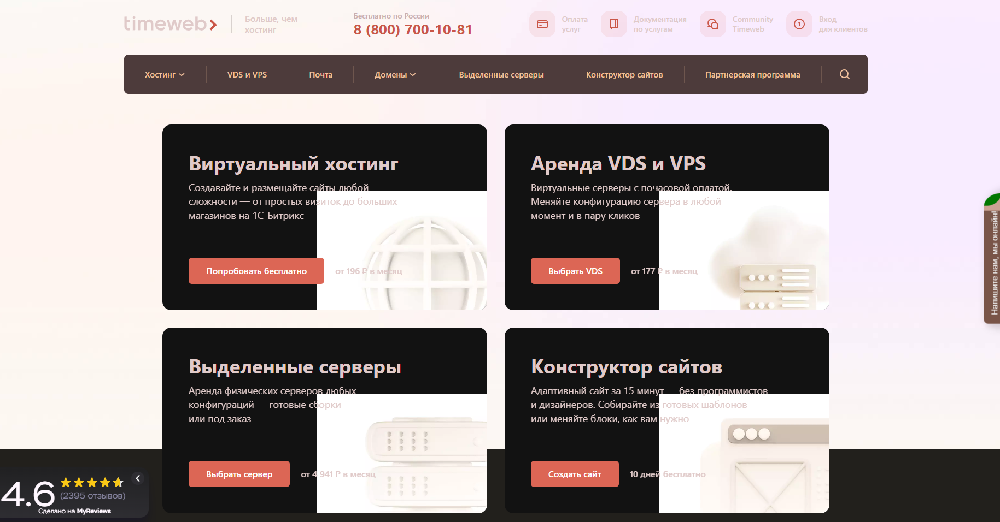 timeweb
Больше, чем
хостинг
Бесплатно по России
8 (800) 700-10-81
Оплата
услуг
Документация
по услугам
Community
Timeweb
Вход
для клиентов
Хостинг
VDS и VPS
Почта
Домены
Выделенные серверы
Конструктор сайтов
Партнерская программа
Виртуальный хостинг
Создавайте и размещайте сайты любой
сложности — от простых визиток до больших
магазинов на 1С-Битрикс
Попробовать бесплатно
от 196 ₽ в месяц
Аренда VDS и VPS
Виртуальные серверы с почасовой оплатой.
Меняйте конфигурацию сервера в любой
момент и в пару кликов
Выбрать VDS
от 177 ₽ в месяц
Напишите нам, мы онлайн!
Выделенные серверы
Аренда физических серверов любых
конфигураций — готовые сборки
или под заказ
Выбрать сервер
от 4 941 ₽ в месяц
Конструктор сайтов
Адаптивный сайт за 15 минут — без программистов
и дизайнеров. Собирайте из готовых шаблонов
или меняйте блоки, как вам нужно
Создать сайт
10 дней бесплатно
4.6
(2395 отзывов)
Сделано на MyReviews